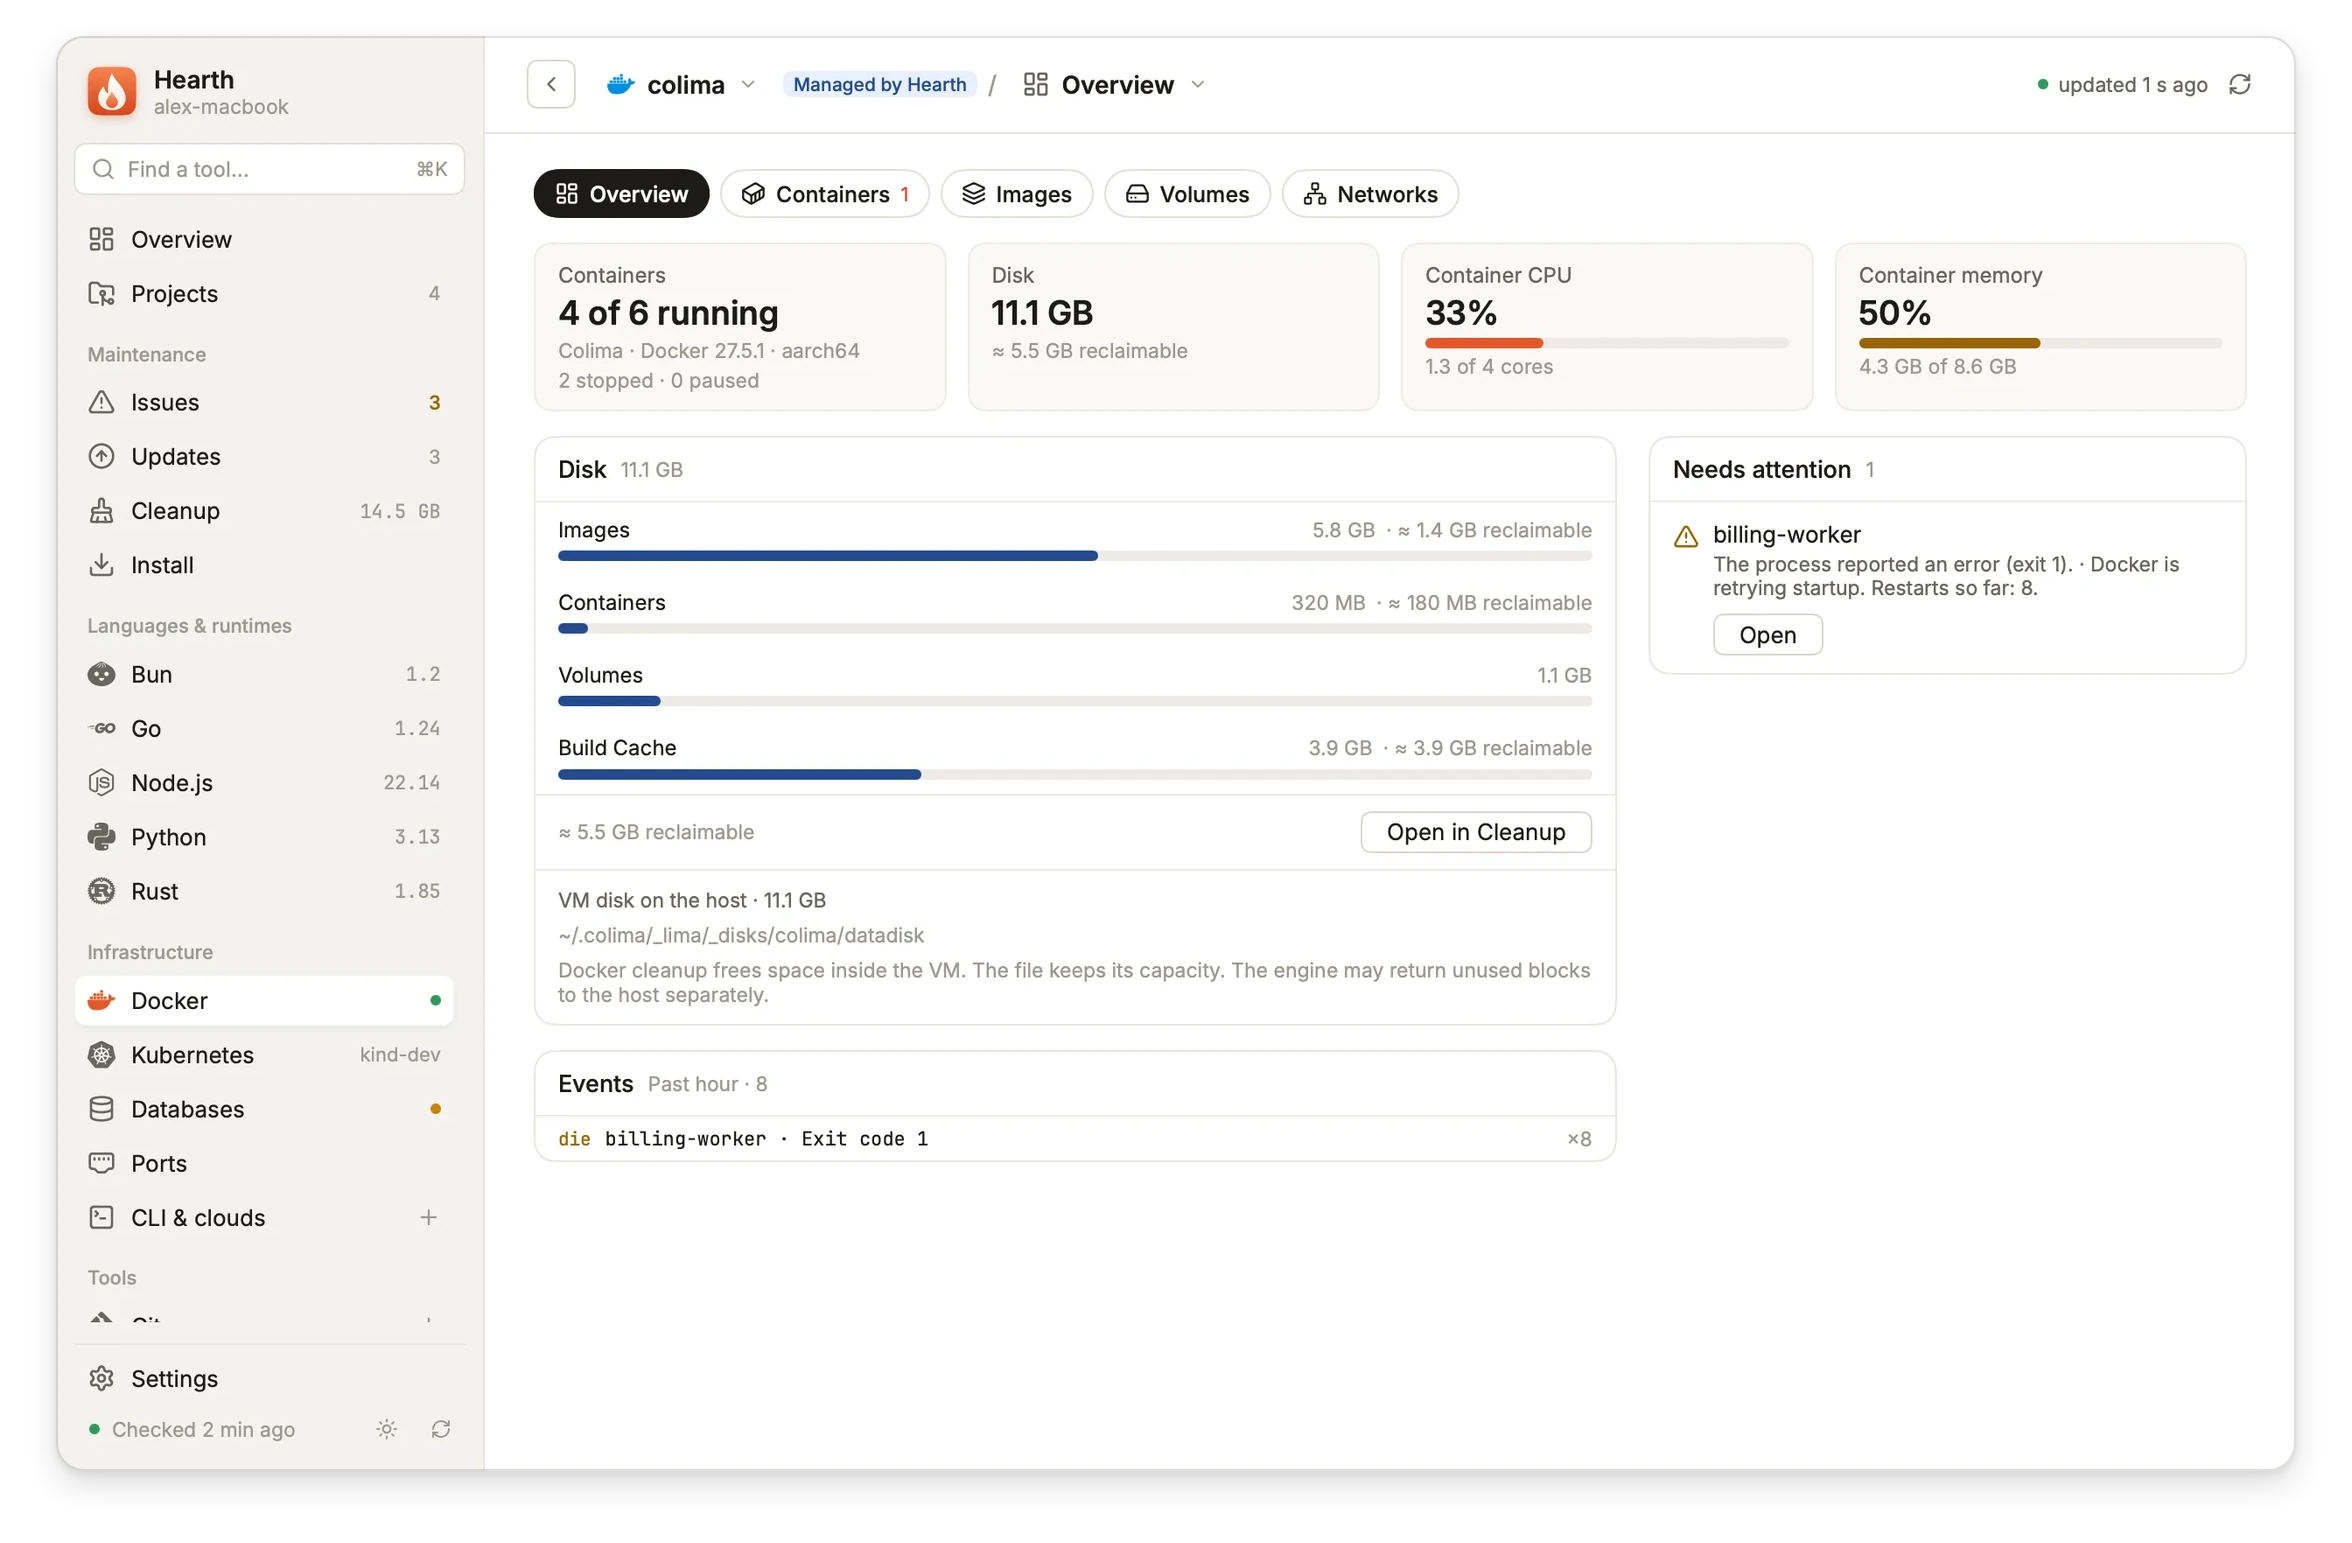 Hearth
alex-macbook
Find a tool... ⌘K
Overview
Projects 4
Maintenance
Issues 3
Updates 3
Cleanup 14.5 GB
Install
Languages & runtimes
Bun 1.2
Go 1.24
Node.js 22.14
Python 3.13
Rust 1.85
Infrastructure
Docker
Kubernetes kind-dev
Databases
Ports
CLI & clouds +
Tools
Settings
Checked 2 min ago
colima Managed by Hearth / Overview
updated 1 s ago
Overview Containers 1 Images Volumes Networks
Containers
4 of 6 running
Colima · Docker 27.5.1 · aarch64
2 stopped · 0 paused
Disk
11.1 GB
≈ 5.5 GB reclaimable
Container CPU
33%
1.3 of 4 cores
Container memory
50%
4.3 GB of 8.6 GB
Disk 11.1 GB
Images 5.8 GB · ≈ 1.4 GB reclaimable
Containers 320 MB · ≈ 180 MB reclaimable
Volumes 1.1 GB
Build Cache 3.9 GB · ≈ 3.9 GB reclaimable
≈ 5.5 GB reclaimable Open in Cleanup
VM disk on the host · 11.1 GB
~/.colima/_lima/_disks/colima/datadisk
Docker cleanup frees space inside the VM. The file keeps its capacity. The engine may return unused blocks
to the host separately.
Events Past hour · 8
die billing-worker · Exit code 1 ×8
Needs attention 1
billing-worker
The process reported an error (exit 1). · Docker is
retrying startup. Restarts so far: 8.
Open